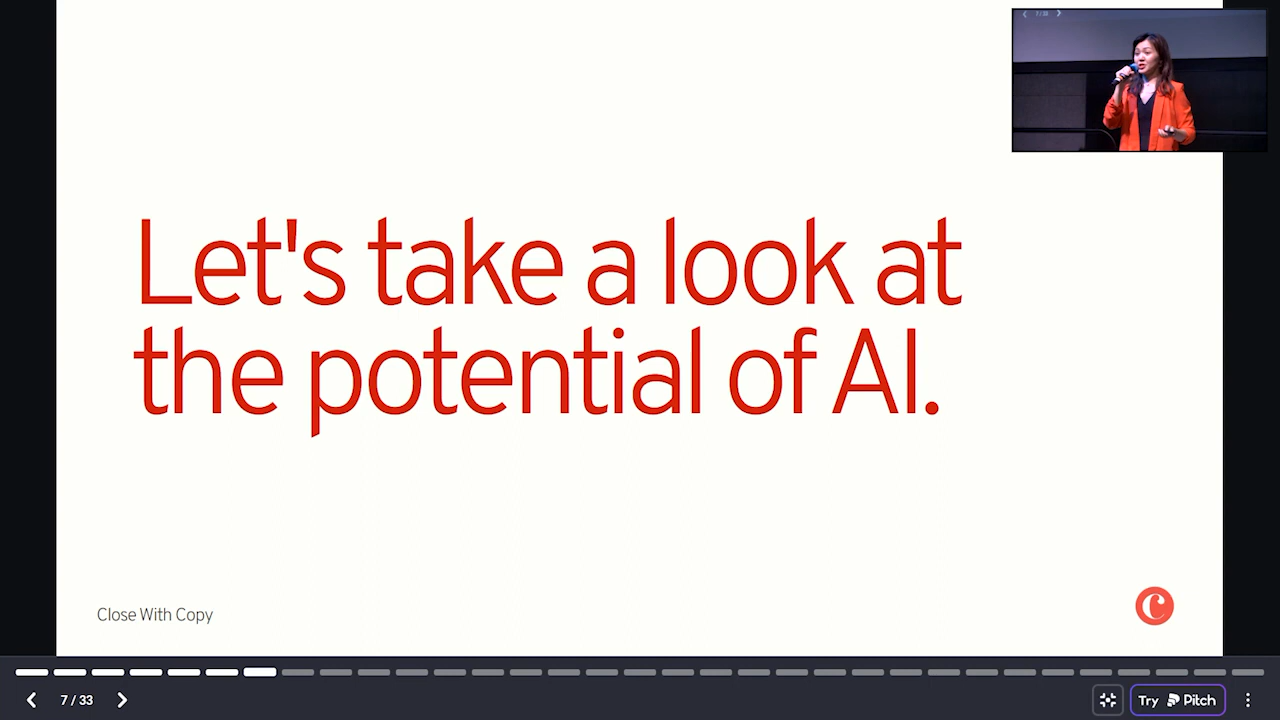 Let's take a look at
the potential of AI.
Close With Copy
C
7 / 33
Try Pitch